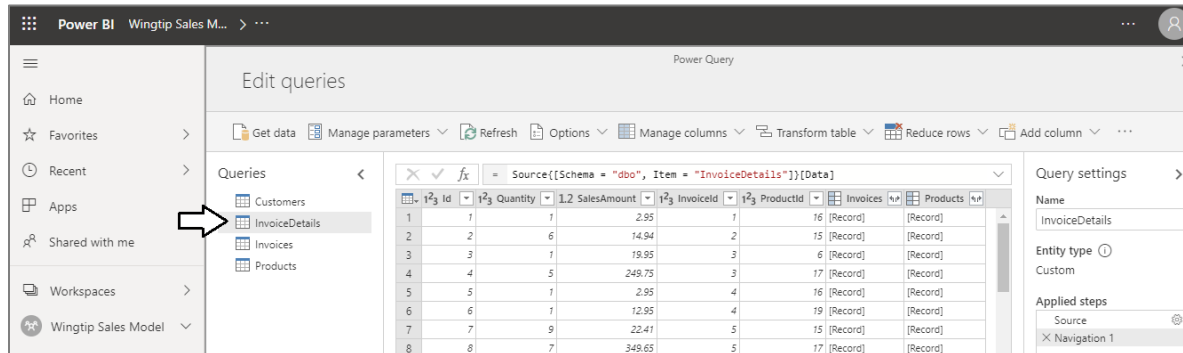 Power BI Wingtip Sales M... > ...
...
Power Query
Edit queries
Home
Favorites
Recent
Apps
Shared with me
Workspaces
Wingtip Sales Model
Get data Manage parameters Refresh Options Manage columns Transform table Reduce rows Add column ...
Queries
Customers
InvoiceDetails
Invoices
Products
fx = Source{[Schema = "dbo", Item = "InvoiceDetails"]}[Data]
1²3 Id 1²3 Quantity 1.2 SalesAmount 1²3 InvoiceId 1²3 ProductId Invoices Products
1 1 1 2.95 1 16 [Record] [Record]
2 2 6 14.94 2 15 [Record] [Record]
3 3 1 19.95 3 6 [Record] [Record]
4 4 5 249.75 3 17 [Record] [Record]
5 5 1 2.95 4 16 [Record] [Record]
6 6 1 12.95 4 19 [Record] [Record]
7 7 9 22.41 5 15 [Record] [Record]
8 8 7 349.65 5 17 [Record] [Record]
Query settings
Name
InvoiceDetails
Entity type
Custom
Applied steps
Source
Navigation 1